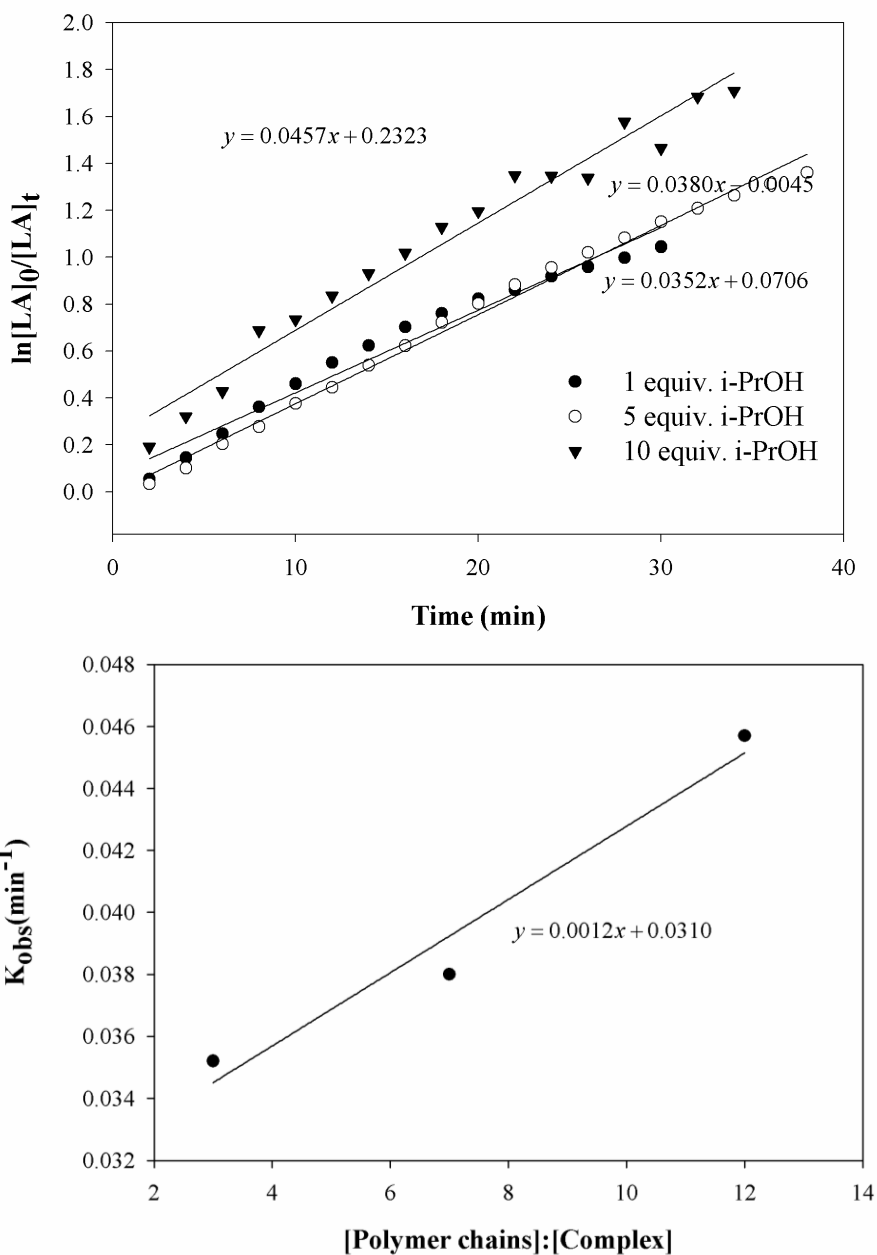 2.0
1.8
1.6
1.4
1.2
1.0
0.8
0.6
0.4
0.2
0.0
ln[LA]0/[LA]t
y = 0.0457x + 0.2323
y = 0.0380x − 0.0045
y = 0.0352x + 0.0706
1 equiv. i-PrOH
5 equiv. i-PrOH
10 equiv. i-PrOH
0 10 20 30 40
Time (min)
0.048
0.046
0.044
0.042
0.040
0.038
0.036
0.034
0.032
Kobs(min-1)
y = 0.0012x + 0.0310
2 4 6 8 10 12 14
[Polymer chains]:[Complex]